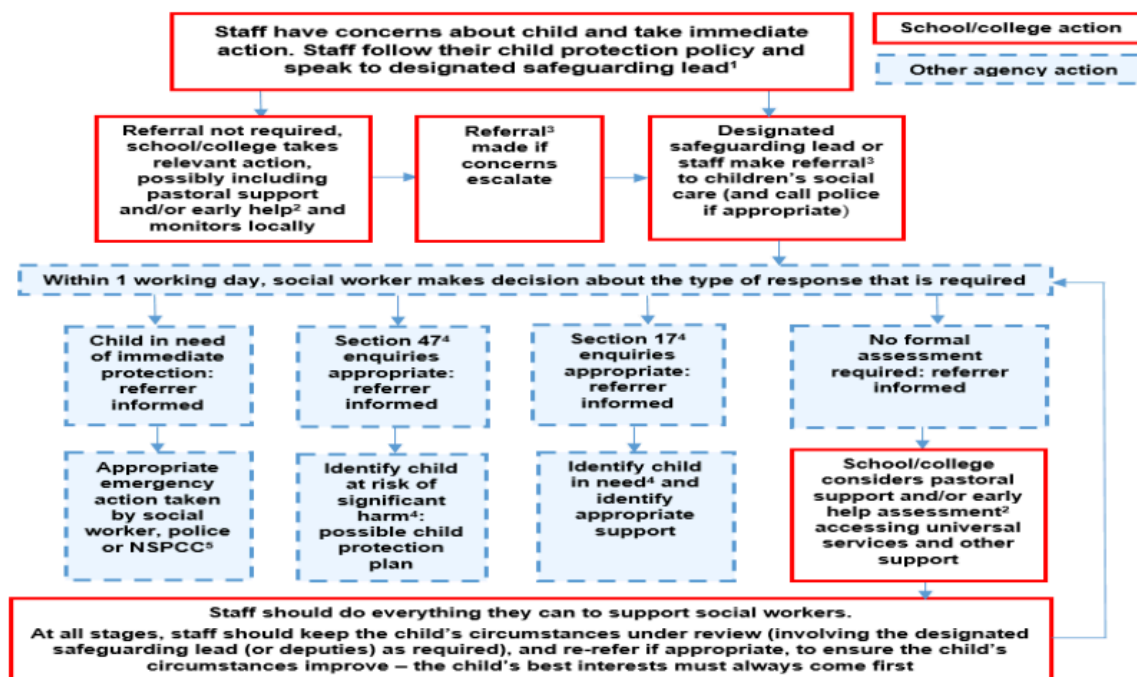 Staff have concerns about child and take immediate
action. Staff follow their child protection policy and
speak to designated safeguarding lead¹
School/college action
Other agency action
Referral not required,
school/college takes
relevant action,
possibly including
pastoral support
and/or early help² and
monitors locally
Referral³
made if
concerns
escalate
Designated
safeguarding lead or
staff make referral³
to children's social
care (and call police
if appropriate)
Within 1 working day, social worker makes decision about the type of response that is required
Child in need
of immediate
protection:
referrer
informed
Section 47⁴
enquiries
appropriate:
referrer
informed
Section 17⁴
enquiries
appropriate:
referrer
informed
No formal
assessment
required: referrer
informed
Appropriate
emergency
action taken
by social
worker, police
or NSPCC⁵
Identify child
at risk of
significant
harm⁴:
possible child
protection
plan
Identify child
in need⁴ and
identify
appropriate
support
School/college
considers pastoral
support and/or early
help assessment²
accessing universal
services and other
support
Staff should do everything they can to support social workers.
At all stages, staff should keep the child's circumstances under review (involving the designated
safeguarding lead (or deputies) as required), and re-refer if appropriate, to ensure the child's
circumstances improve – the child's best interests must always come first